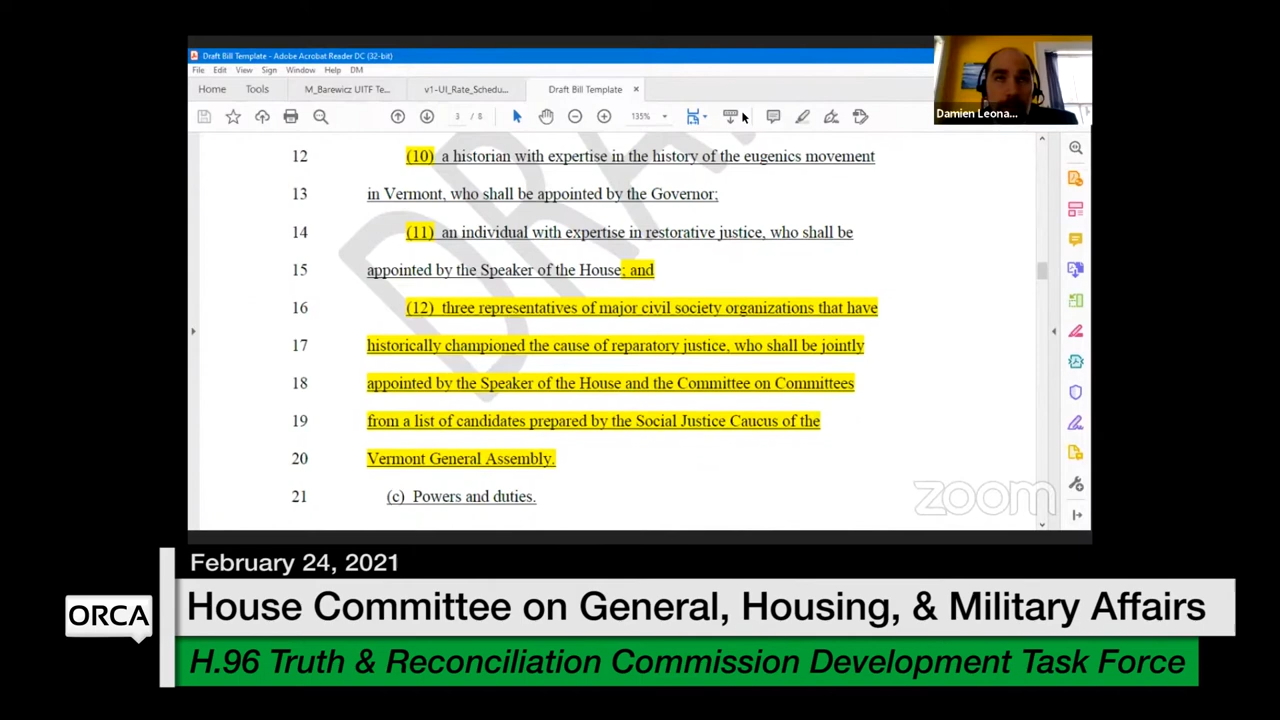 Draft Bill Template - Adobe Acrobat Reader DC (32-bit)
File Edit View Sign Window Help DM
Home Tools M_Barewicz UITF Te... v1-UI_Rate_Schedu... Draft Bill Template ×
3 / 8 135%
Damien Leona...
DRAFT
12 (10) a historian with expertise in the history of the eugenics movement
13 in Vermont, who shall be appointed by the Governor;
14 (11) an individual with expertise in restorative justice, who shall be
15 appointed by the Speaker of the House; and
16 (12) three representatives of major civil society organizations that have
17 historically championed the cause of reparatory justice, who shall be jointly
18 appointed by the Speaker of the House and the Committee on Committees
19 from a list of candidates prepared by the Social Justice Caucus of the
20 Vermont General Assembly.
21 (c) Powers and duties.
zoom
February 24, 2021
ORCA
House Committee on General, Housing, & Military Affairs
H.96 Truth & Reconciliation Commission Development Task Force